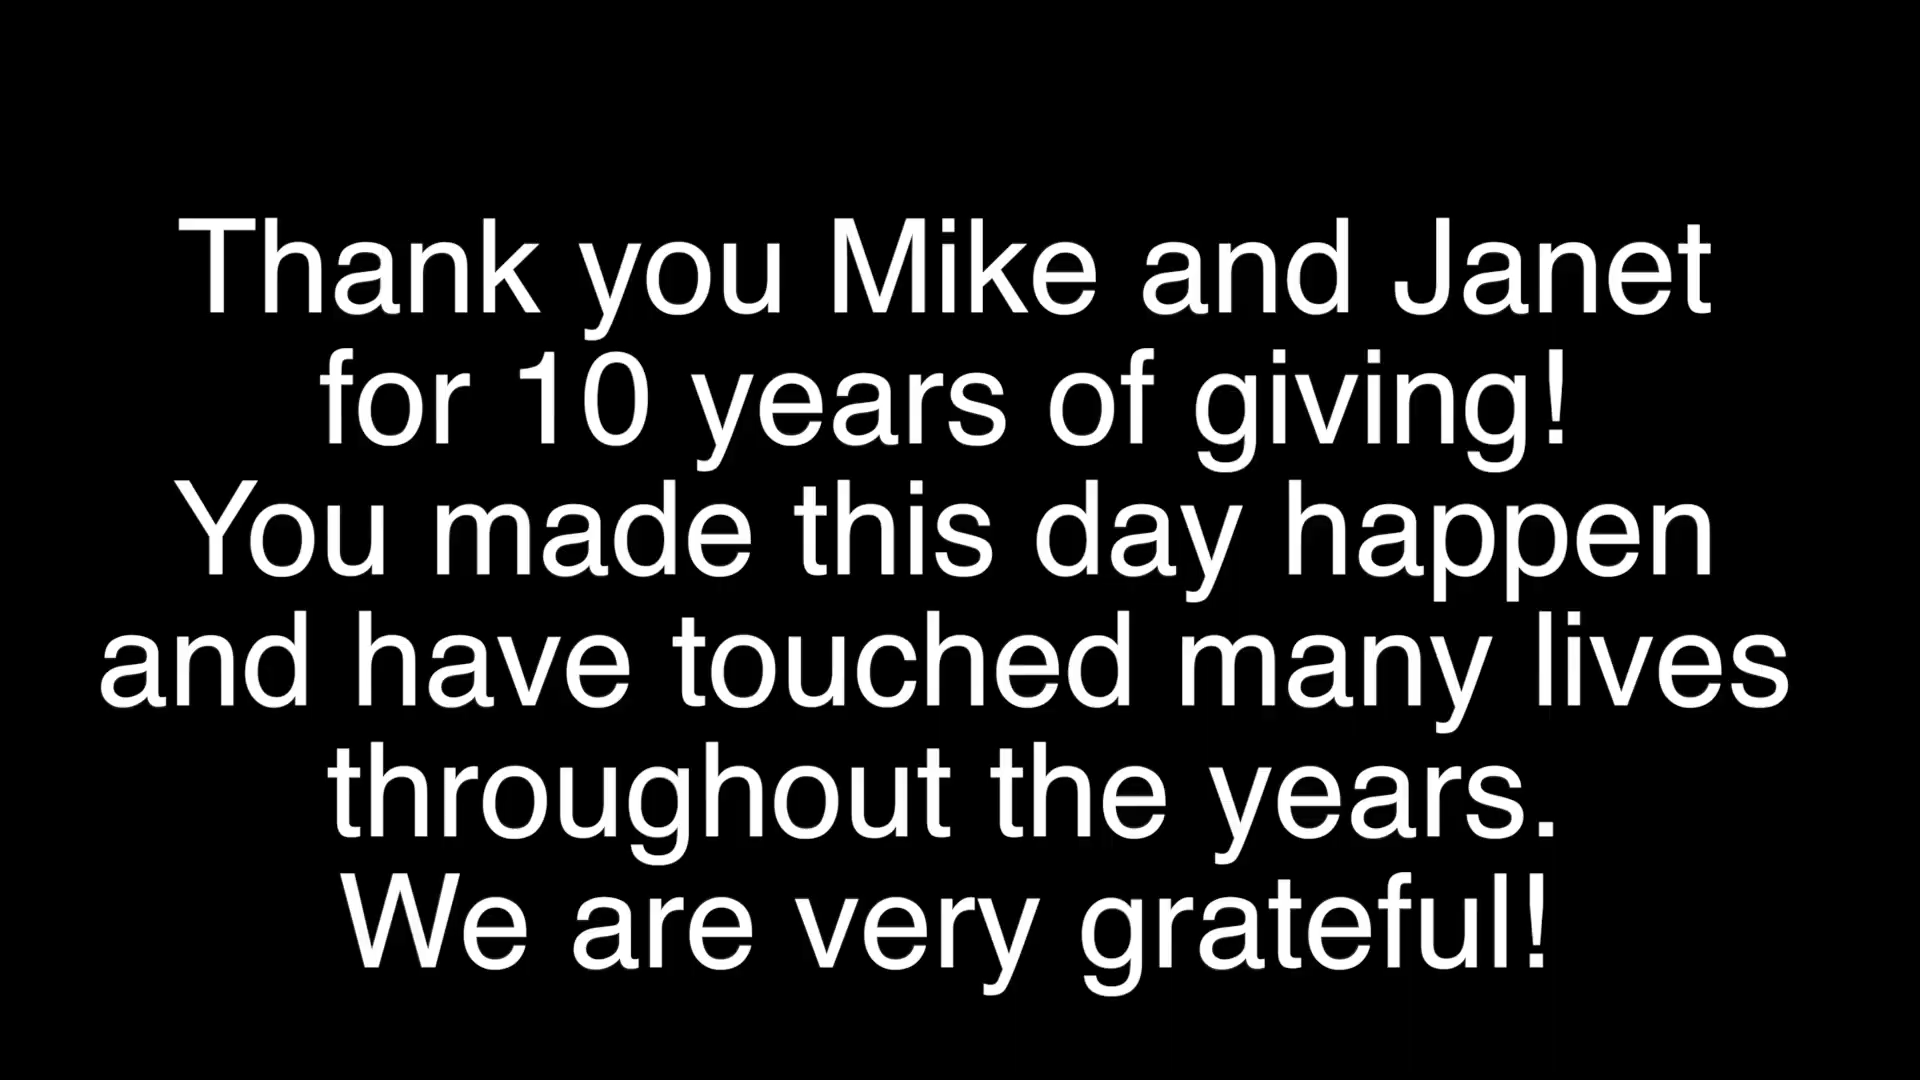 Thank you Mike and Janet
for 10 years of giving!
You made this day happen
and have touched many lives
throughout the years.
We are very grateful!